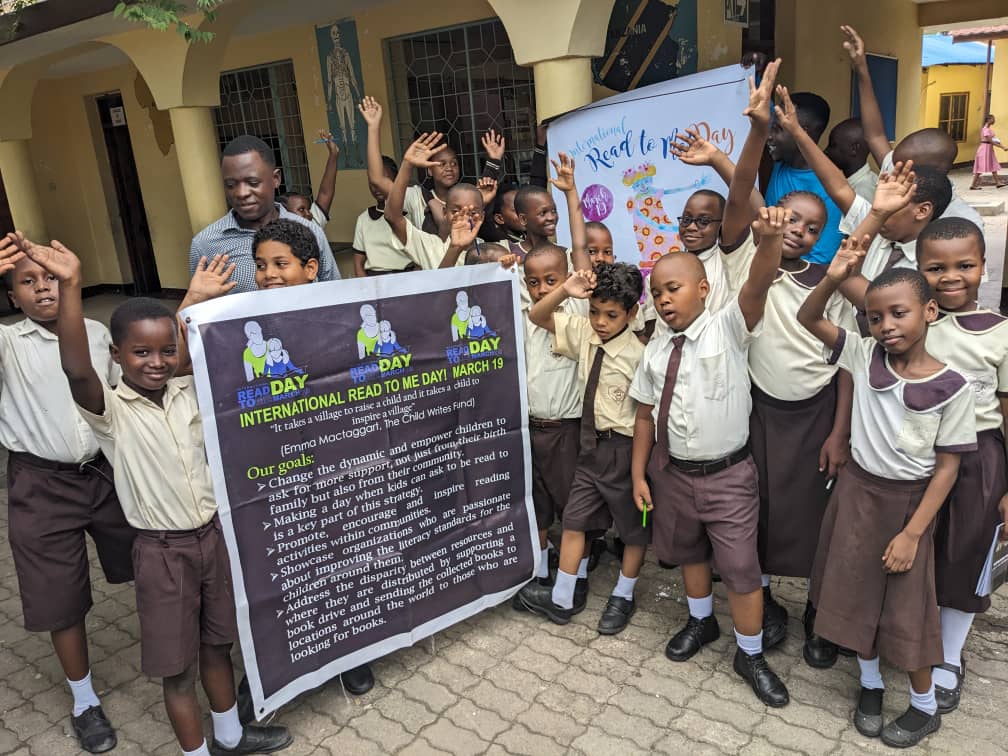 READ
TO DAY
MARCH 19
READ DAY
READ DAY
INTERNATIONAL READ TO ME DAY! MARCH 19
"It takes a village to raise a child and it takes a child to
inspire a village"
(Emma Mactaggart, The Child Writes Fund)
Our goals:
➢ Change the dynamic and empower children to
ask for more support, not just from their birth
family but also from their community.
➢ Making a day when kids can ask to be read to
is a key part of this strategy.
➢ Promote, encourage and inspire reading
activities within communities.
➢ Showcase organizations who are passionate
about improving the literacy standards for the
children around them.
➢ Address the disparity between resources and
where they are distributed by supporting a
book drive and sending the collected books to
locations around the world to those who are
looking for books.
International
Read to Me Day
March
19